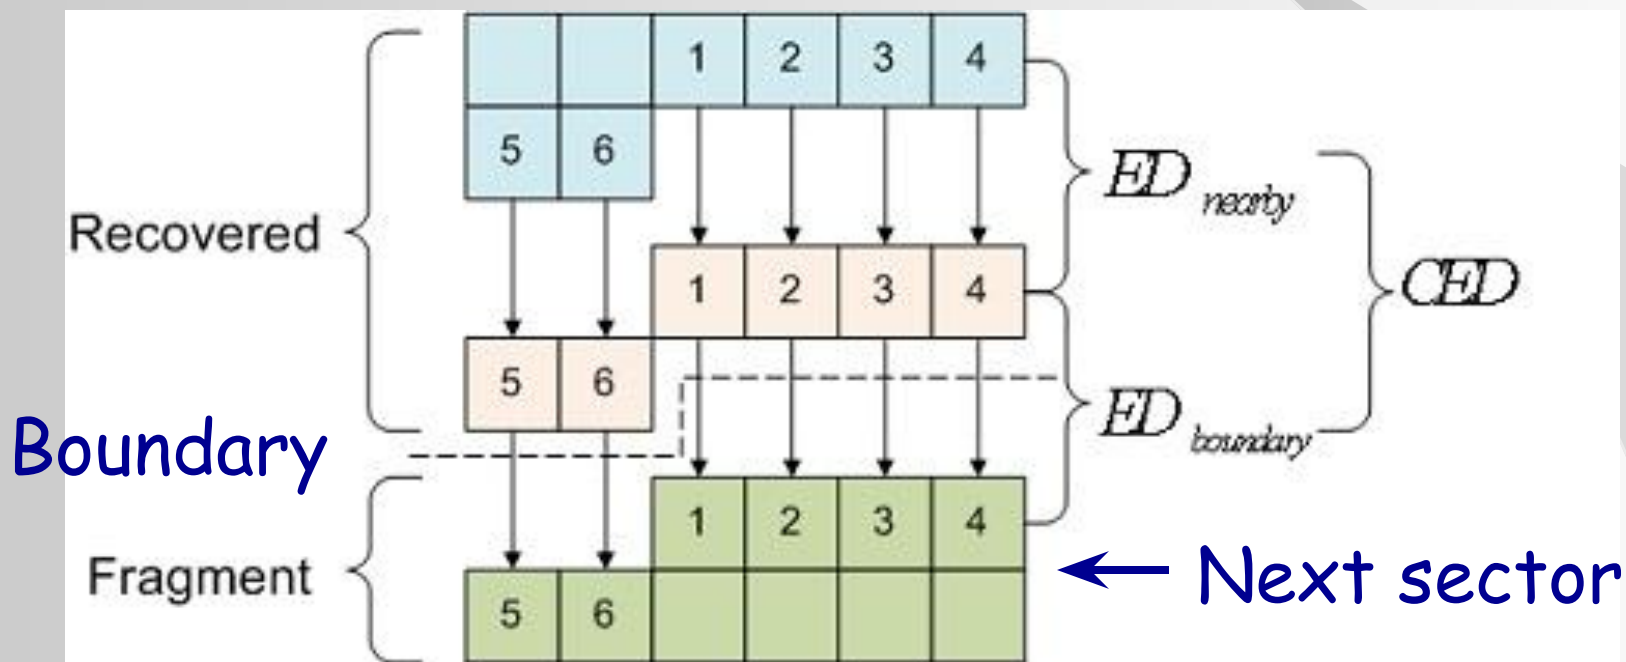 1 2 3 4
5 6
ED nearby
Recovered
1 2 3 4
CED
5 6
ED boundary
Boundary
1 2 3 4
Next sector
Fragment
5 6